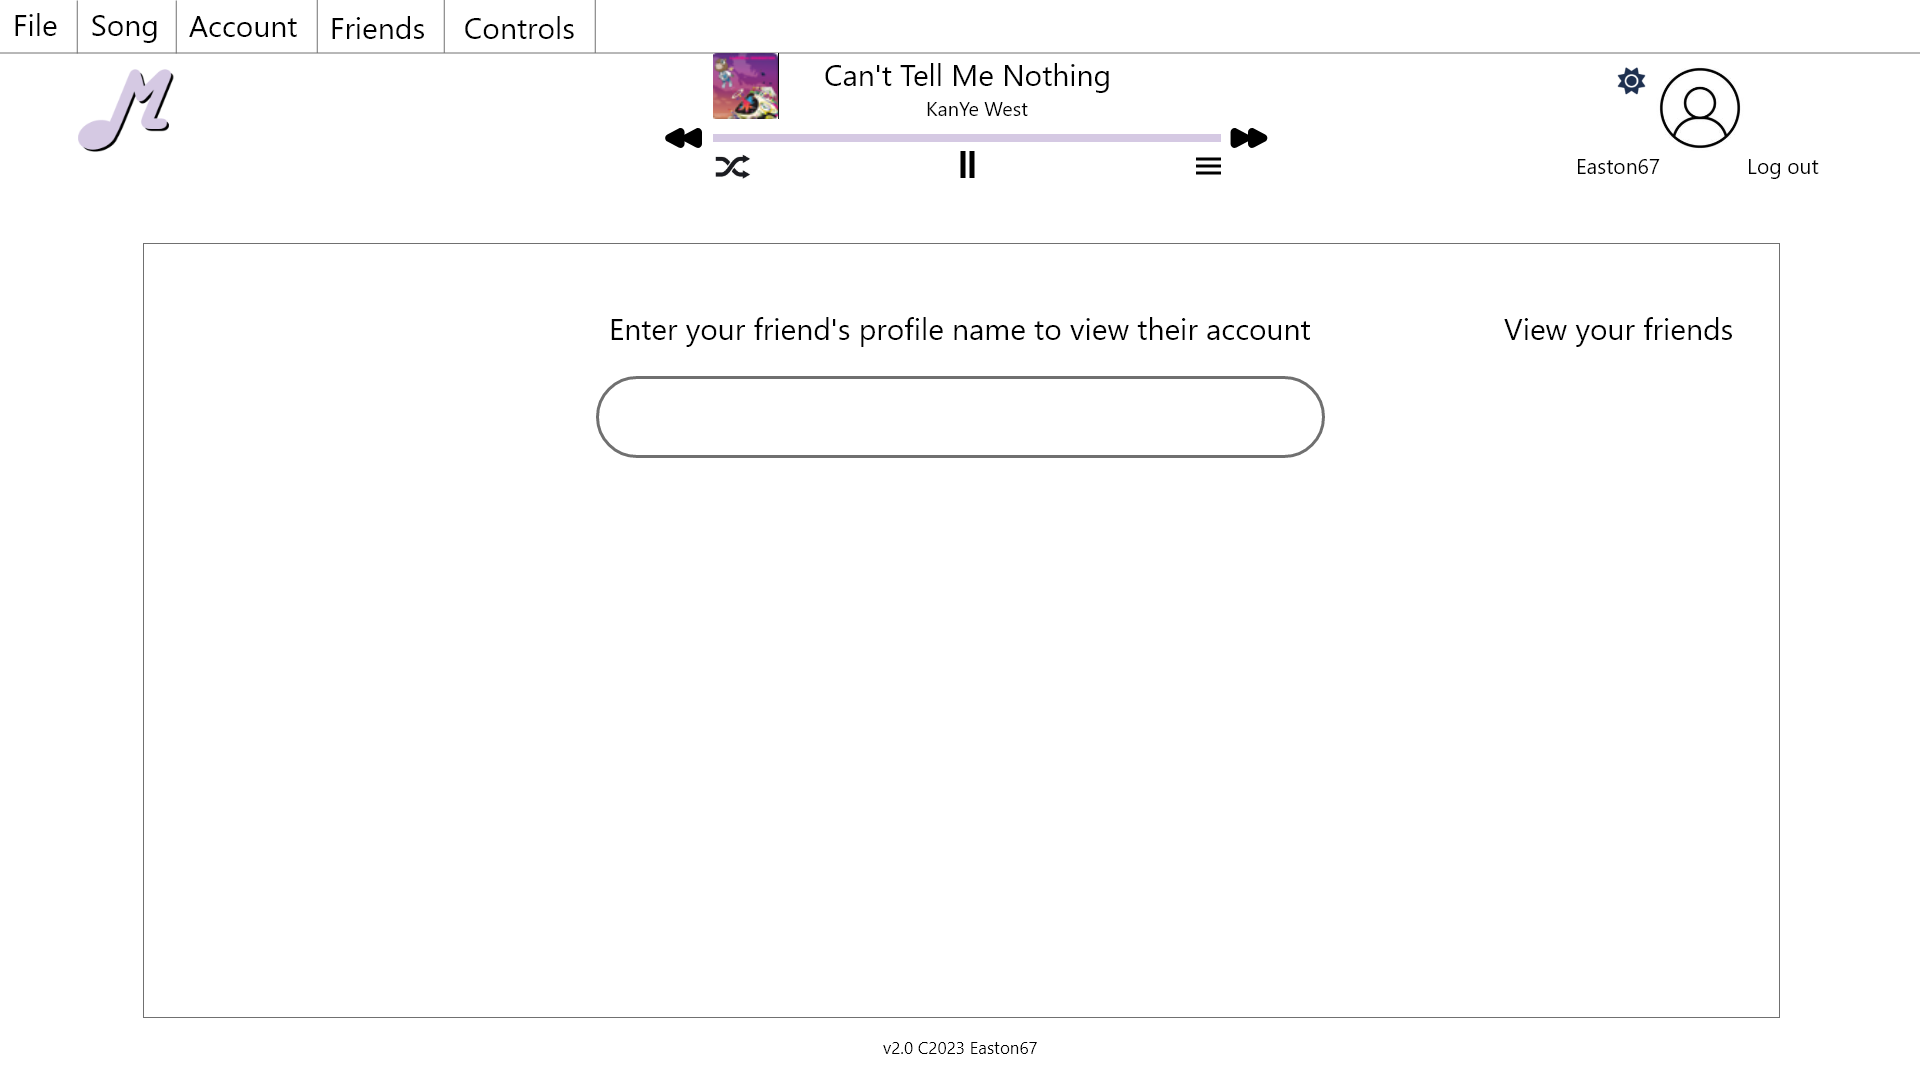 File
Song
Account
Friends
Controls
Can't Tell Me Nothing
KanYe West
Easton67
Log out
Enter your friend's profile name to view their account
View your friends
v2.0 C2023 Easton67